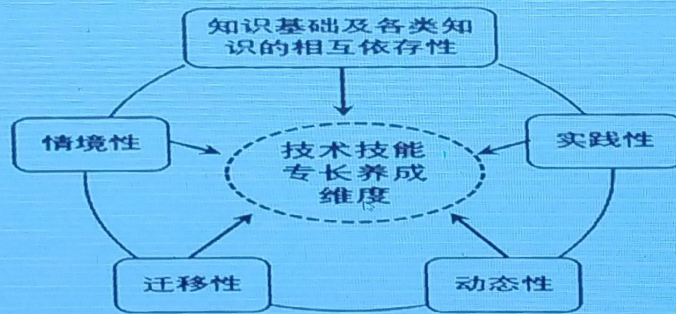 知识基础及各类知
识的相互依存性
情境性
技术技能
专长养成
维度
实践性
迁移性
动态性